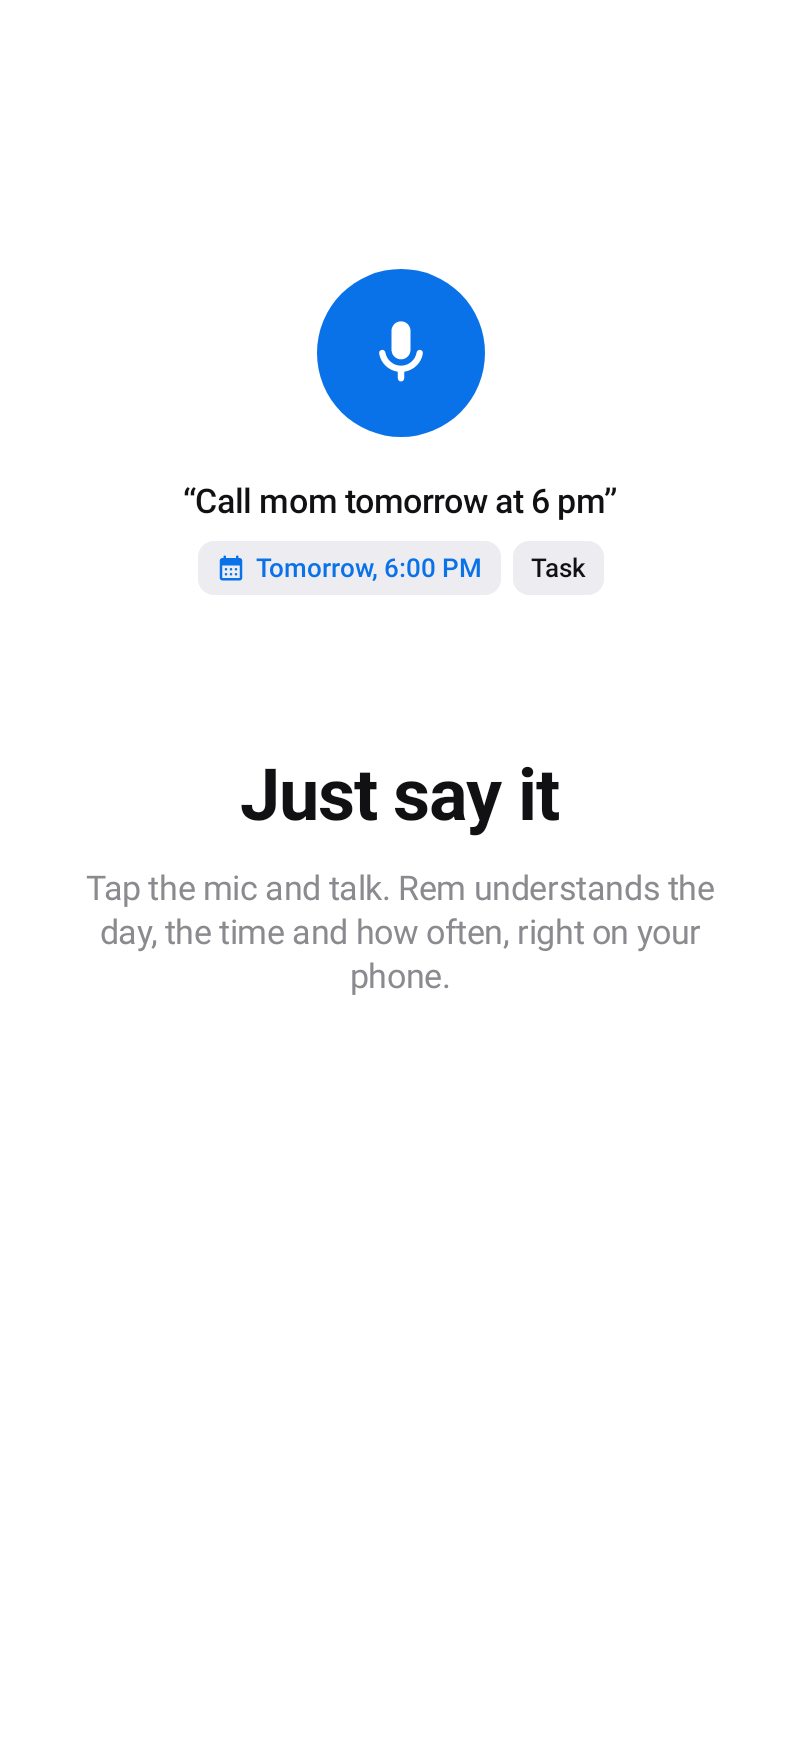 “Call mom tomorrow at 6 pm”
Tomorrow, 6:00 PM
Task
Just say it
Tap the mic and talk. Rem understands the
day, the time and how often, right on your
phone.